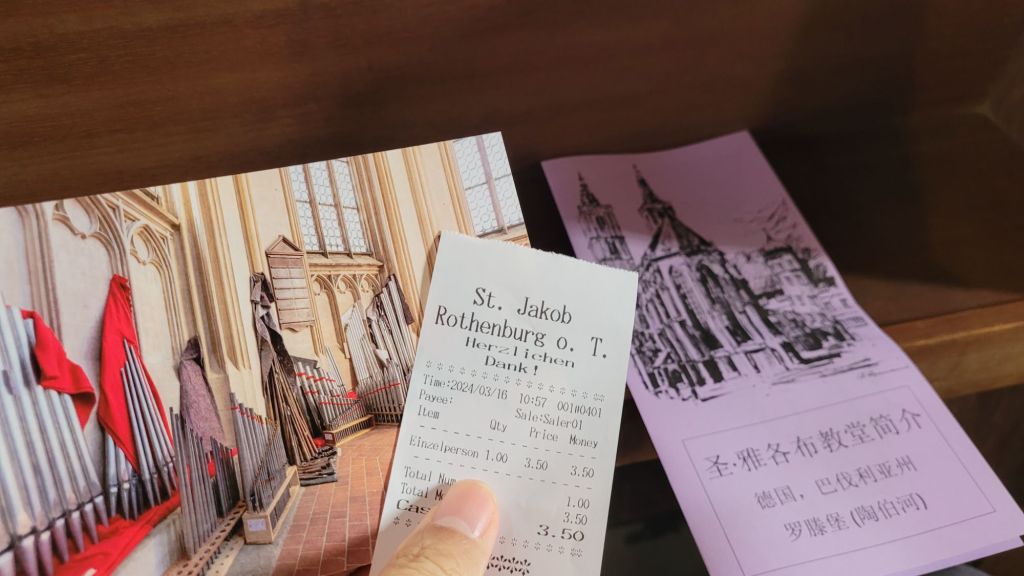 St. Jakob
Rothenburg o. T.
Herzlichen
Dank!
Time:2024/03/16 10:57 001#0401
Payee: Sale:Saler01
Item Qty Price Money
Einzelperson 1.00 3.50 3.50
Total Num 1.00
Total Mo 3.50
Cas 3.50
圣·雅各布教堂简介
德国，巴伐利亚州
罗滕堡 (陶伯河)